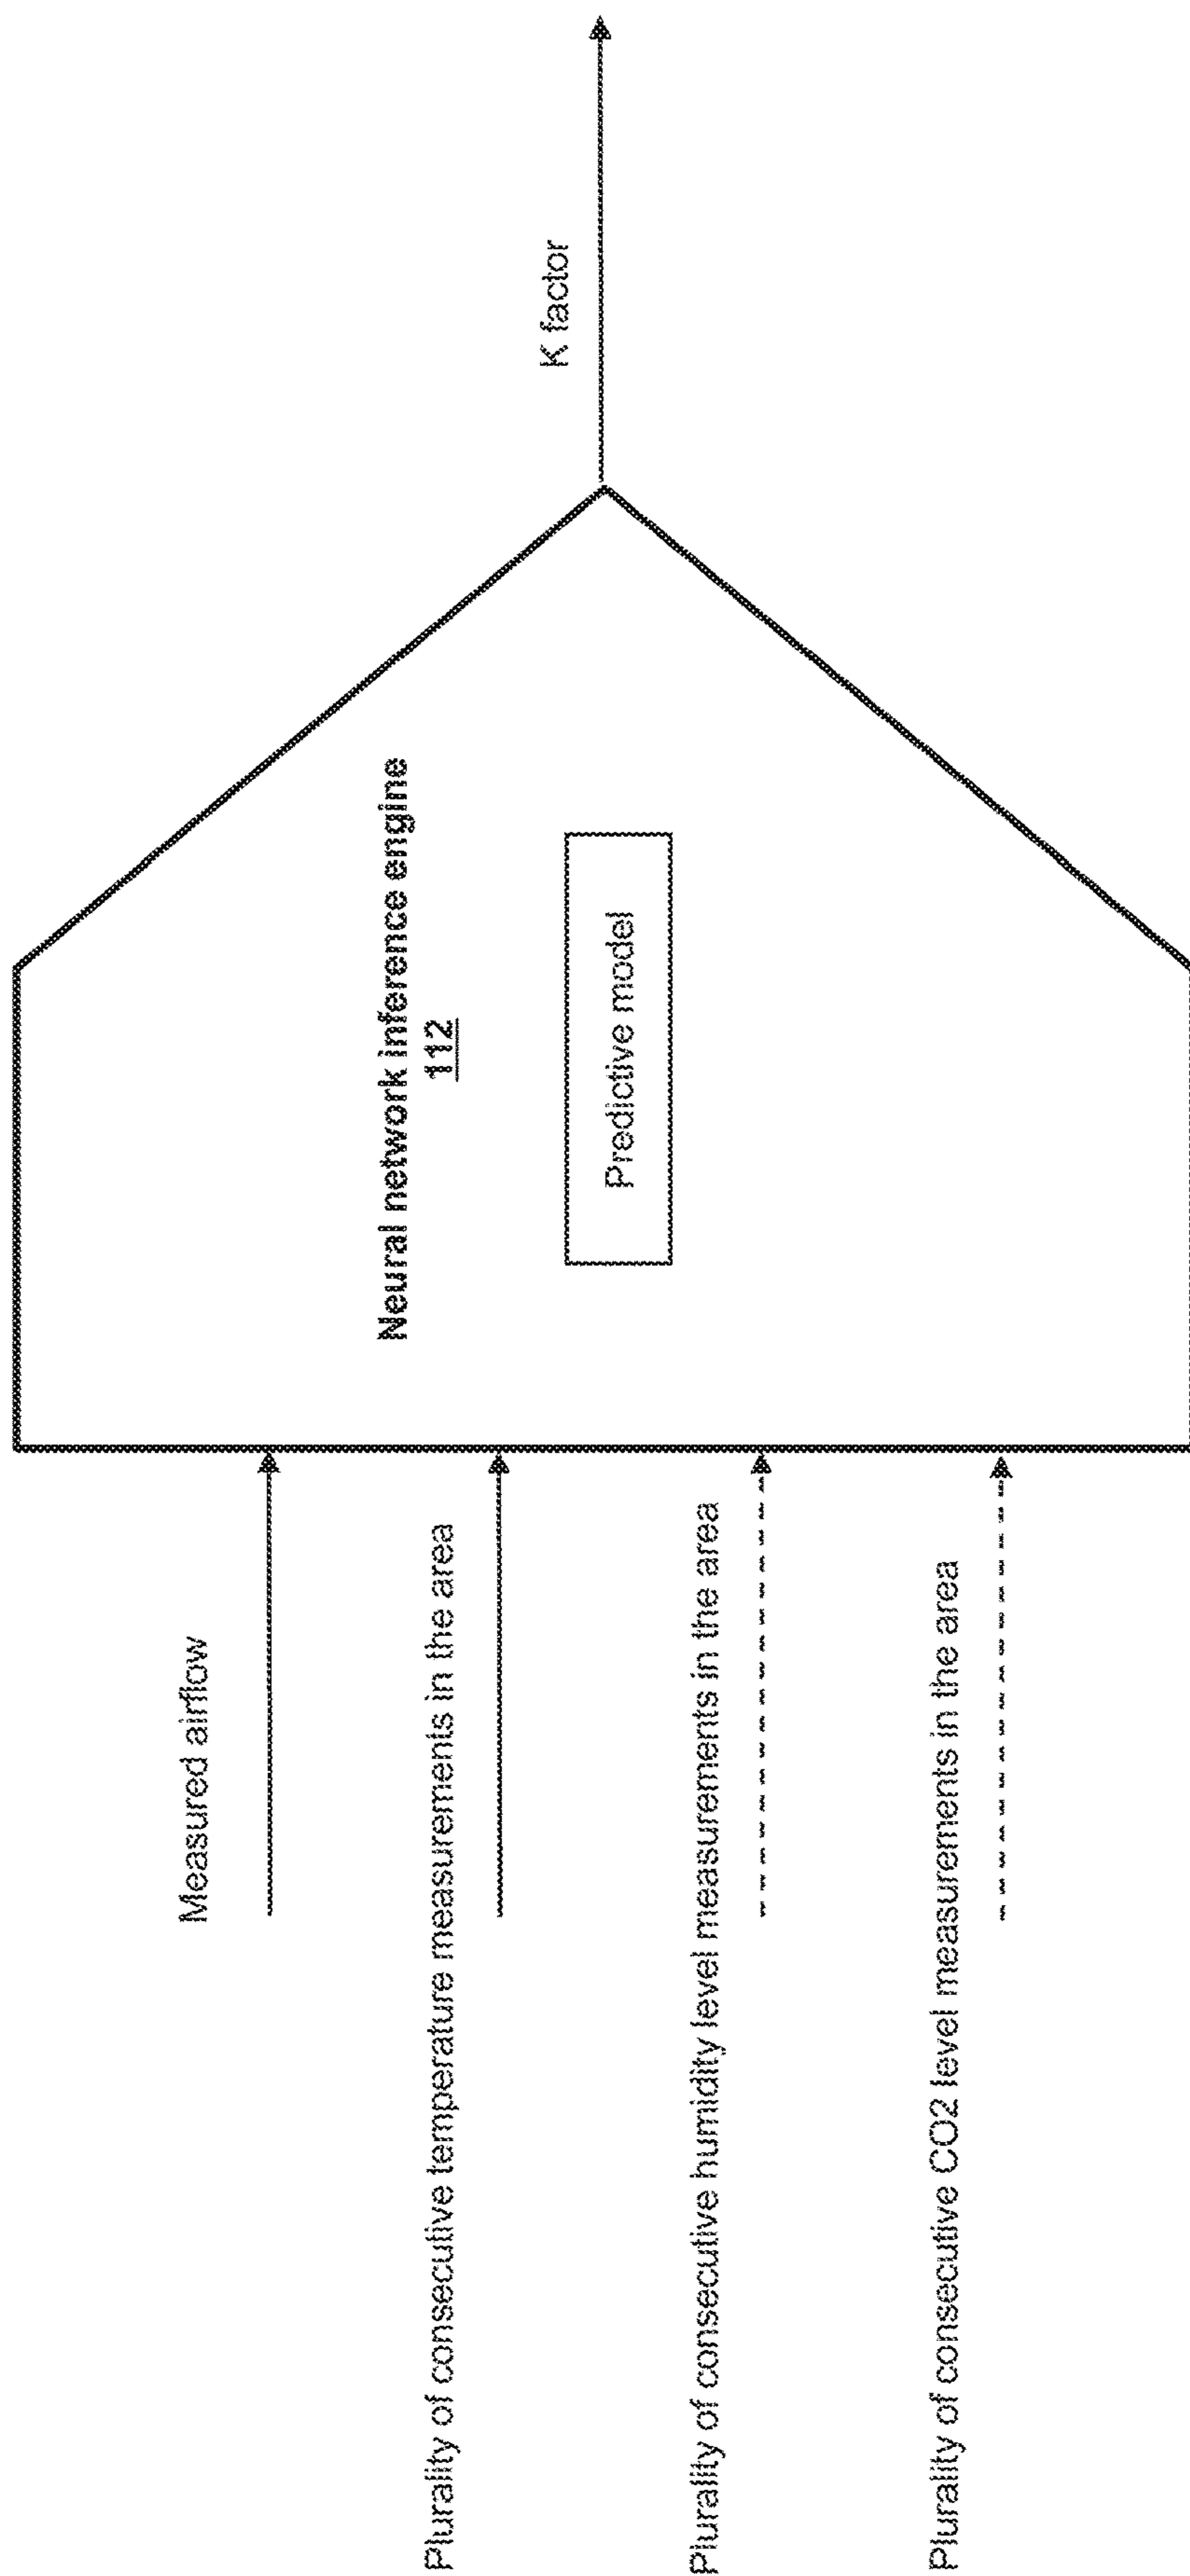 Measured airflow
Plurality of consecutive temperature measurements in the area
Plurality of consecutive humidity level measurements in the area
Plurality of consecutive CO2 level measurements in the area
Neural network inference engine
112
Predictive model
K factor